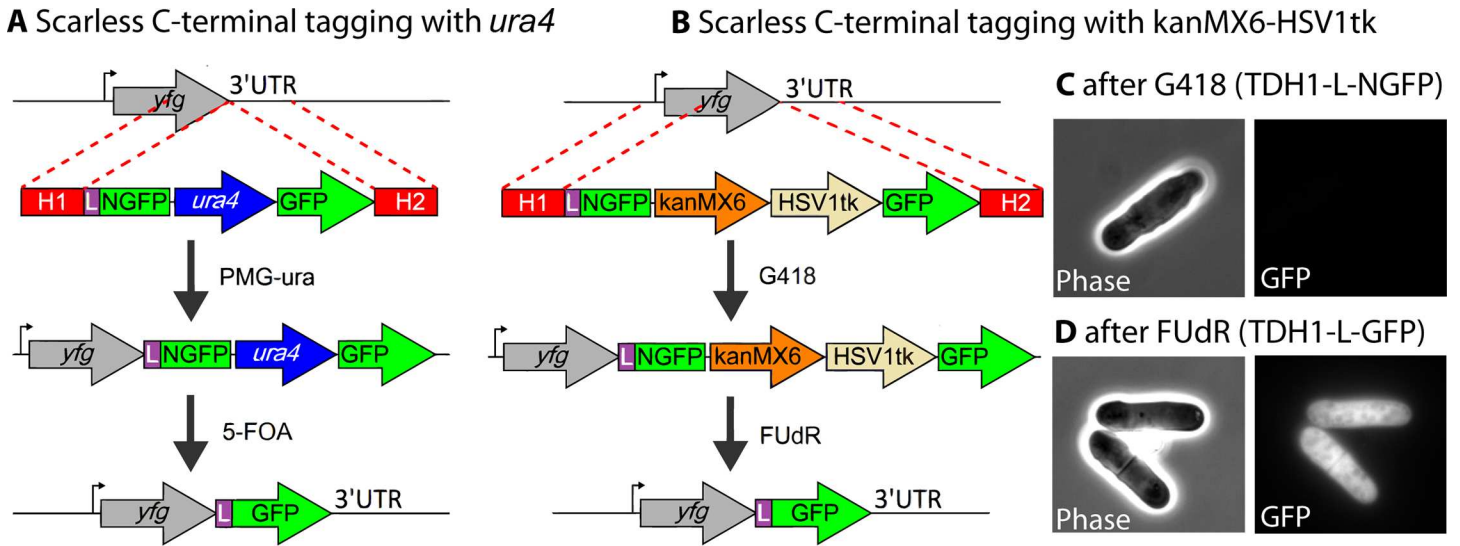 A Scarless C-terminal tagging with ura4
yfg
3'UTR
H1 L NGFP ura4 GFP H2
PMG-ura
yfg L NGFP ura4 GFP
5-FOA
yfg L GFP 3'UTR
B Scarless C-terminal tagging with kanMX6-HSV1tk
yfg
3'UTR
H1 L NGFP kanMX6 HSV1tk GFP H2
G418
yfg L NGFP kanMX6 HSV1tk GFP
FUdR
yfg L GFP 3'UTR
C after G418 (TDH1-L-NGFP)
Phase GFP
D after FUdR (TDH1-L-GFP)
Phase GFP